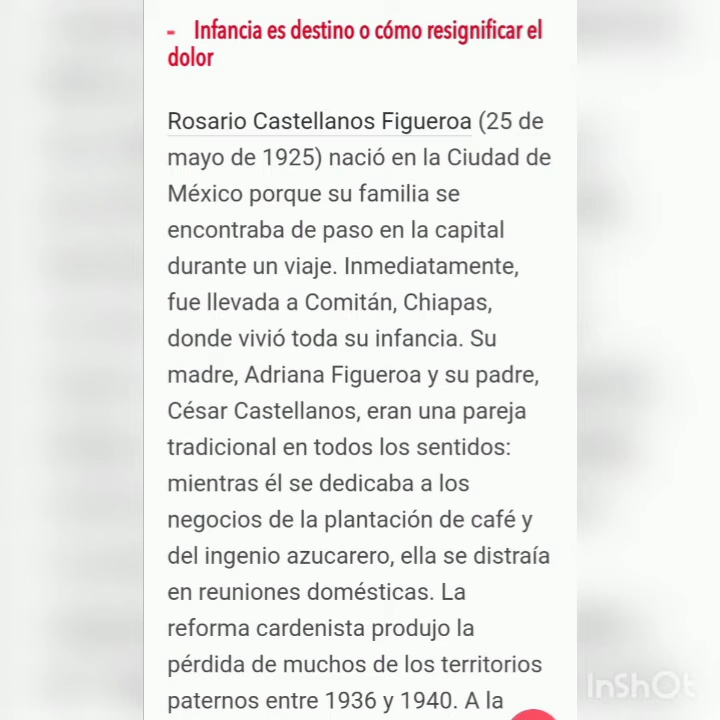 - Infancia es destino o cómo resignificar el
dolor
Rosario Castellanos Figueroa (25 de
mayo de 1925) nació en la Ciudad de
México porque su familia se
encontraba de paso en la capital
durante un viaje. Inmediatamente,
fue llevada a Comitán, Chiapas,
donde vivió toda su infancia. Su
madre, Adriana Figueroa y su padre,
César Castellanos, eran una pareja
tradicional en todos los sentidos:
mientras él se dedicaba a los
negocios de la plantación de café y
del ingenio azucarero, ella se distraía
en reuniones domésticas. La
reforma cardenista produjo la
pérdida de muchos de los territorios
paternos entre 1936 y 1940. A la
InShOt